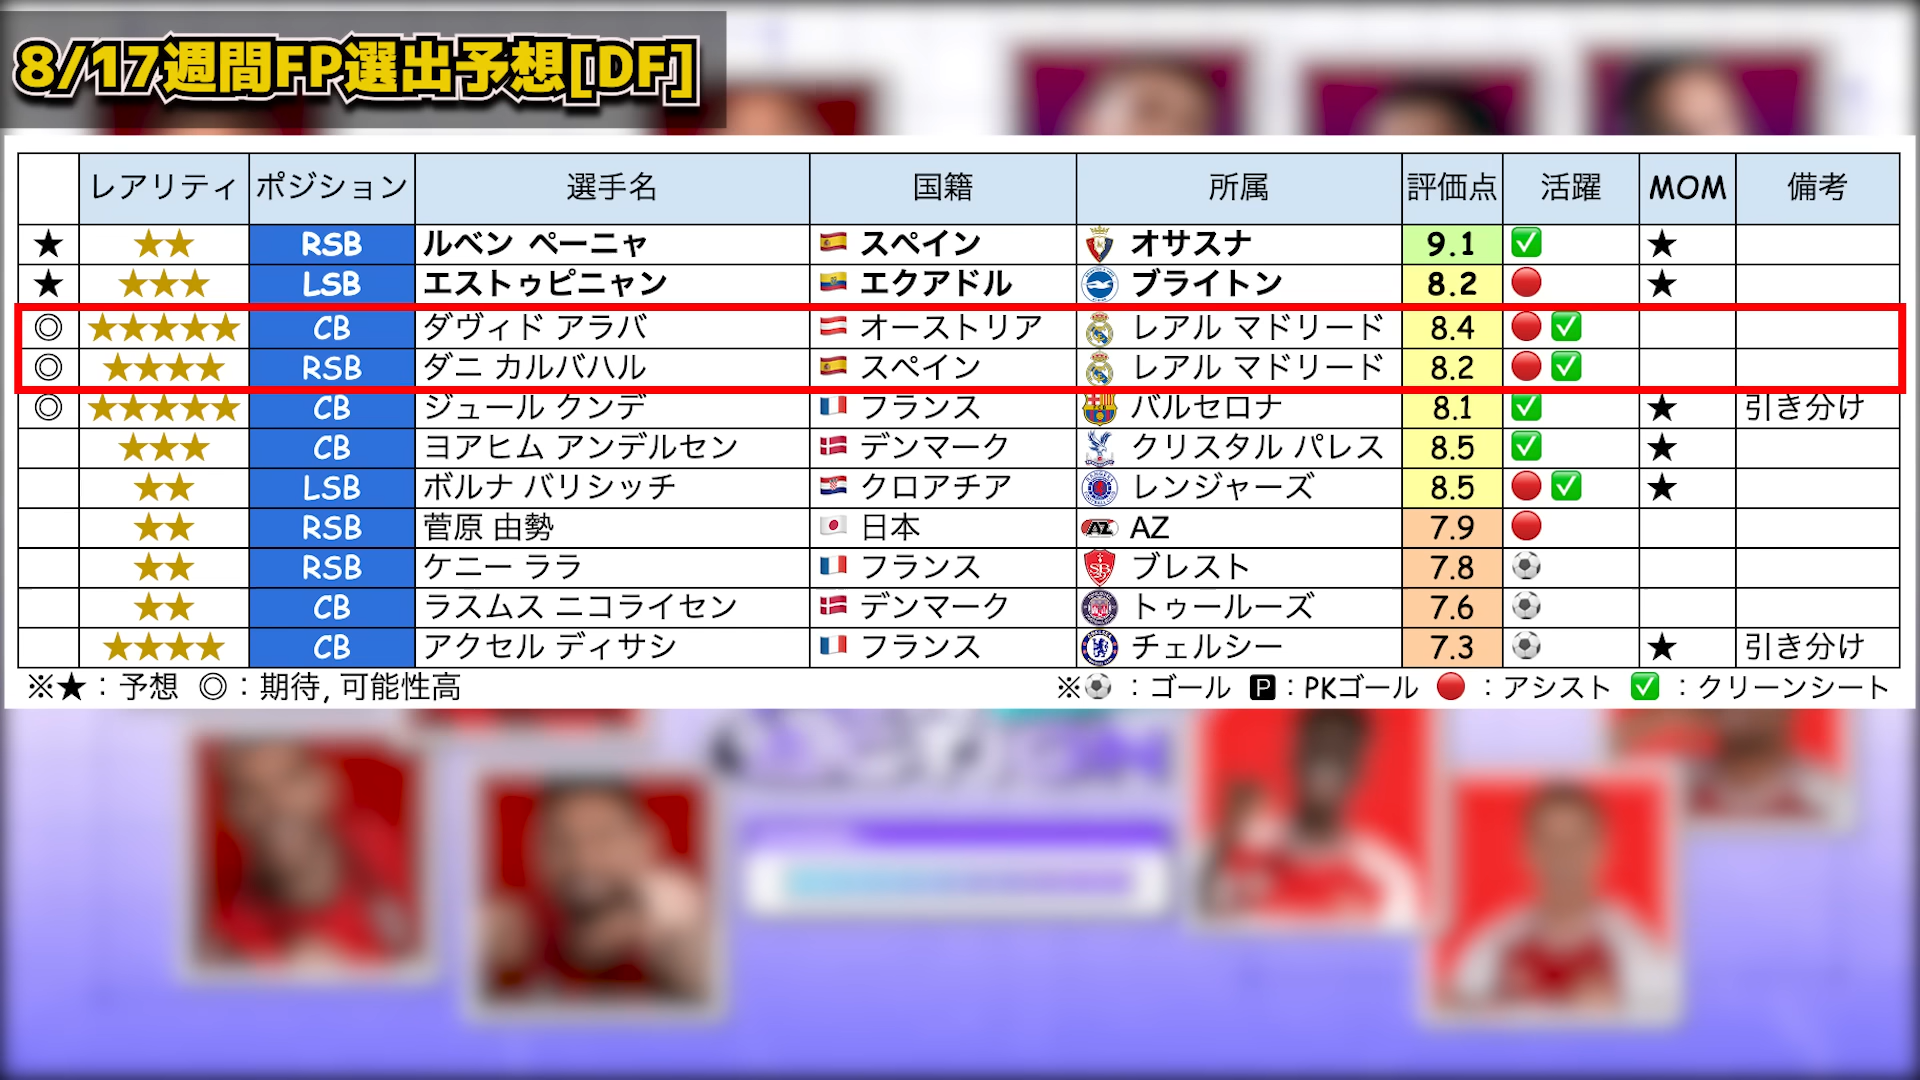 8/17週間FP選出予想[DF]
レアリティ ポジション 選手名 国籍 所属 評価点 活躍 MOM 備考
★ ★★ RSB ルベン ペーニャ スペイン オサスナ 9.1 ✅ ★
★ ★★★ LSB エストゥピニャン エクアドル ブライトン 8.2 🔴 ★
◎ ★★★★★ CB ダヴィド アラバ オーストリア レアル マドリード 8.4 🔴 ✅
◎ ★★★★ RSB ダニ カルバハル スペイン レアル マドリード 8.2 🔴 ✅
◎ ★★★★★ CB ジュール クンデ フランス バルセロナ 8.1 ✅ ★ 引き分け
★★★ CB ヨアヒム アンデルセン デンマーク クリスタル パレス 8.5 ✅ ★
★★ LSB ボルナ バリシッチ クロアチア レンジャーズ 8.5 🔴 ✅ ★
★★ RSB 菅原 由勢 日本 AZ 7.9 🔴
★★ RSB ケニー ララ フランス ブレスト 7.8 ⚽
★★ CB ラスムス ニコライセン デンマーク トゥールーズ 7.6 ⚽
★★★★ CB アクセル ディサシ フランス チェルシー 7.3 ⚽ ★ 引き分け
※★：予想 ◎：期待, 可能性高 ※⚽：ゴール 🅿：PKゴール 🔴：アシスト ✅：クリーンシート